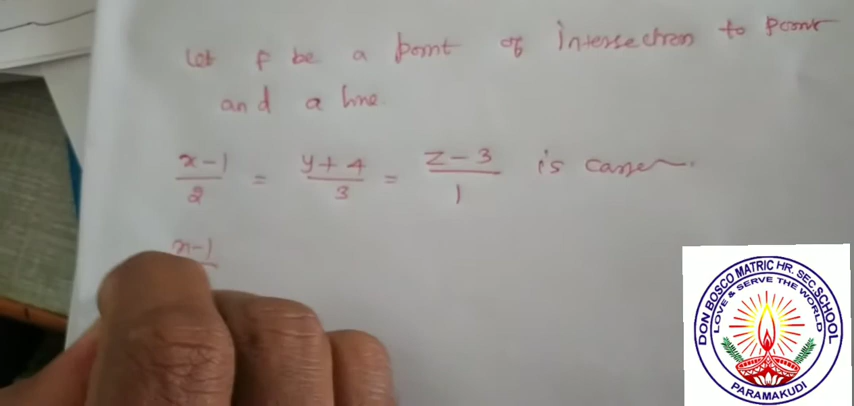 Let F be a point of intersection to point
and a line.
x-1/2 = y+4/3 = z-3/1 is
x-1
DON BOSCO MATRIC HR. SEC. SCHOOL
LOVE & SERVE THE WORLD
PARAMAKUDI